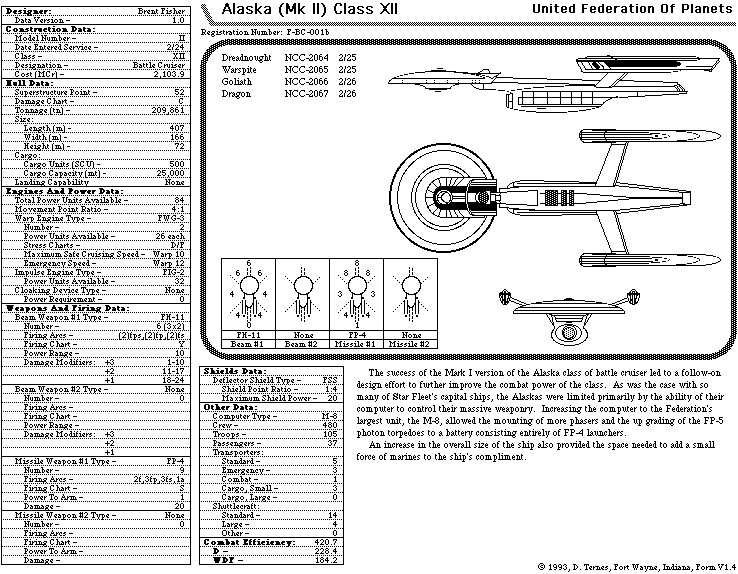 Designer: Brent Fisher
Data Version – 1.0
Construction Data:
Model Number – II
Date Entered Service – 2/24
Class – XII
Designation – Battle Cruiser
Cost (MCr) – 2,103.9
Hull Data:
Superstructure Point – 52
Damage Chart – C
Tonnage (tn) – 209,861
Size:
Length (m) – 407
Width (m) – 166
Height (m) – 72
Cargo:
Cargo Units (SCU) – 500
Cargo Capacity (mt) – 25,000
Landing Capability None
Engines And Power Data:
Total Power Units Available – 84
Movement Point Ratio – 4:1
Warp Engine Type – FWG-3
Number – 2
Power Units Available – 26 each
Stress Charts – D/F
Maximum Safe Cruising Speed – Warp 10
Emergency Speed – Warp 12
Impulse Engine Type – FIG-2
Power Units Available – 32
Cloaking Device Type – None
Power Requirement – 0
Weapons And Firing Data:
Beam Weapon #1 Type – FH-11
Number – 6 (3x2)
Firing Arcs – (2)fps,(2)fp,(2)fs
Firing Chart – Y
Power Range – 10
Damage Modifiers: +3 1-10
+2 11-17
+1 18-24
Beam Weapon #2 Type – None
Number – 0
Firing Arcs –
Firing Chart –
Power Range –
Damage Modifiers: +3
+2
+1
Missile Weapon #1 Type – FP-4
Number – 9
Firing Arcs – 2f,3fp,3fs,1a
Firing Chart – S
Power To Arm – 1
Damage – 20
Missile Weapon #2 Type – None
Number – 0
Firing Arcs –
Firing Chart –
Power To Arm –
Damage –
Alaska (Mk II) Class XII
United Federation Of Planets
Registration Number: F-BC-001b
Dreadnought NCC-2064 2/25
Warspite NCC-2065 2/25
Goliath NCC-2066 2/26
Dragon NCC-2067 2/26
6 8
6 6 8 8
4 4 3 3
0 1
FH-11 None FP-4 None
Beam #1 Beam #2 Missile #1 Missile #2
Shields Data:
Deflector Shield Type – FSS
Shield Point Ratio – 1:4
Maximum Shield Power – 20
Other Data:
Computer Type – M-8
Crew – 480
Troops – 105
Passengers – 37
Transporters:
Standard – 5
Emergency – 3
Combat – 1
Cargo, Small – 3
Cargo, Large – 0
Shuttlecraft:
Standard – 14
Large – 4
Other – 0
Combat Efficiency: 420.7
D – 228.4
WDF – 184.2
The success of the Mark I version of the Alaska class of battle cruiser led to a follow-on
design effort to further improve the combat power of the class. As was the case with so
many of Star Fleet's capital ships, the Alaskas were limited primarily by the ability of their
computer to control their massive weaponry. Increasing the computer to the Federation's
largest unit, the M-8, allowed the mounting of more phasers and the up grading of the FP-5
photon torpedoes to a battery consisting entirely of FP-4 launchers.
An increase in the overall size of the ship also provided the space needed to add a small
force of marines to the ship's compliment.
© 1993, D. Ternes, Fort Wayne, Indiana, Form V1.4